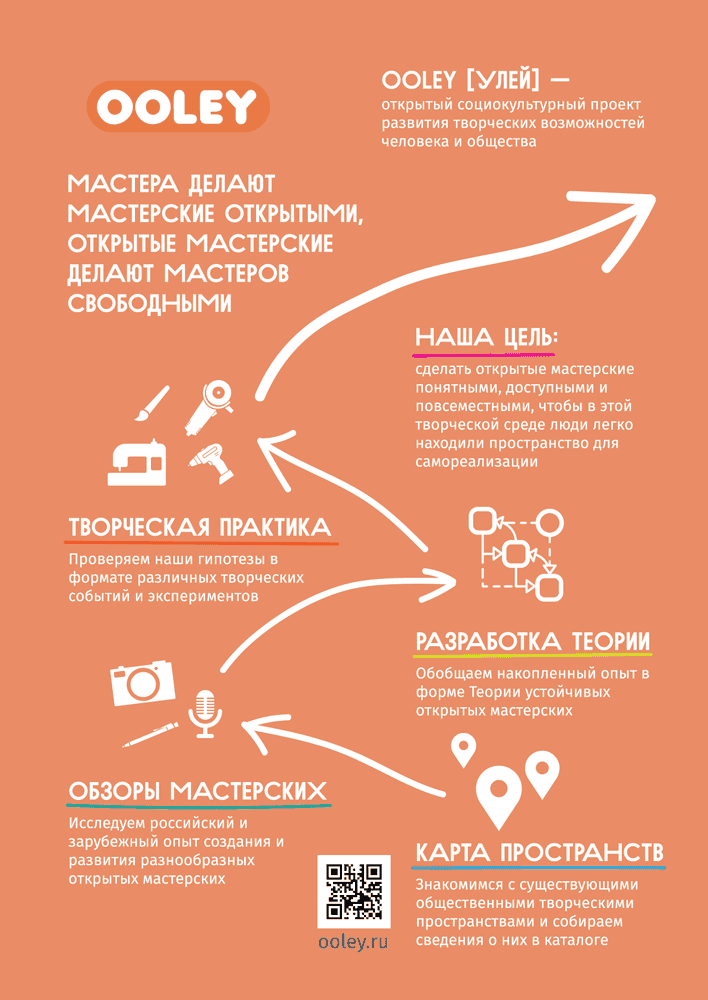 OOLEY
OOLEY [УЛЕЙ] —
открытый социокультурный проект
развития творческих возможностей
человека и общества
МАСТЕРА ДЕЛАЮТ
МАСТЕРСКИЕ ОТКРЫТЫМИ,
ОТКРЫТЫЕ МАСТЕРСКИЕ
ДЕЛАЮТ МАСТЕРОВ
СВОБОДНЫМИ
НАША ЦЕЛЬ:
сделать открытые мастерские
понятными, доступными и
повсеместными, чтобы в этой
творческой среде люди легко
находили пространство для
самореализации
ТВОРЧЕСКАЯ ПРАКТИКА
Проверяем наши гипотезы в
формате различных творческих
событий и экспериментов
РАЗРАБОТКА ТЕОРИИ
Обобщаем накопленный опыт в
форме Теории устойчивых
открытых мастерских
ОБЗОРЫ МАСТЕРСКИХ
Исследуем российский и
зарубежный опыт создания и
развития разнообразных
открытых мастерских
КАРТА ПРОСТРАНСТВ
Знакомимся с существующими
общественными творческими
пространствами и собираем
сведения о них в каталоге
ooley.ru